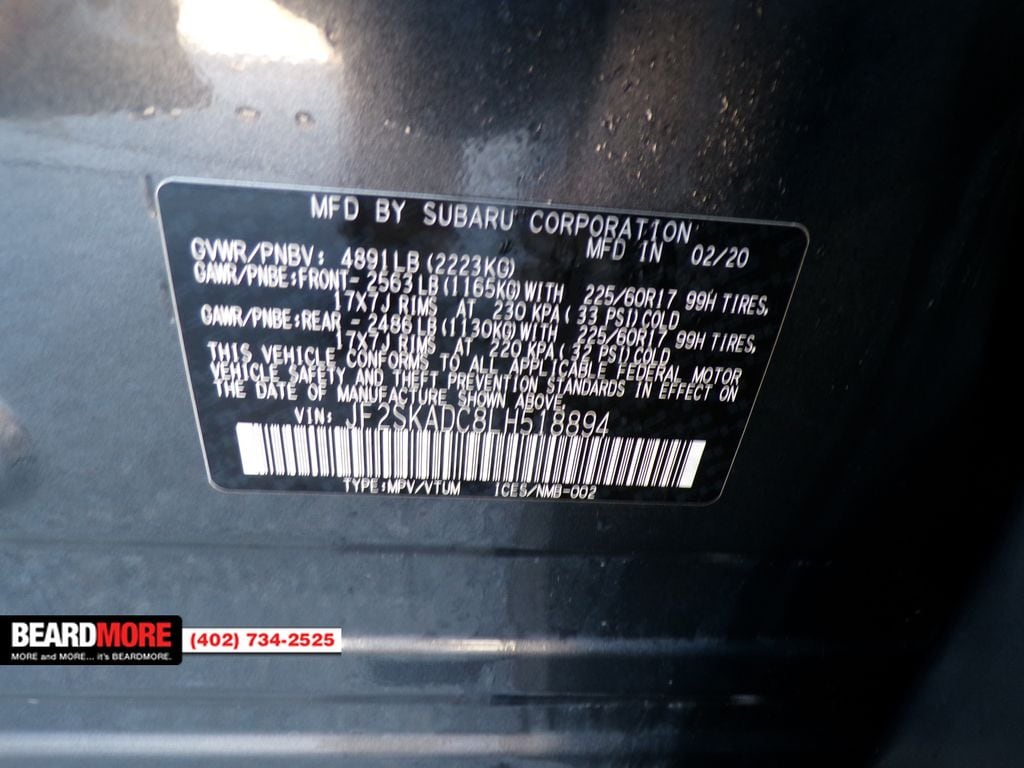 MFD BY SUBARU CORPORATION
MFD IN 02/20
GVWR/PNBV: 4891LB (2223KG)
GAWR/PNBE:FRONT- 2563LB (1165KG) WITH 225/60R17 99H TIRES,
17X7J RIMS AT 230 KPA ( 33 PSI) COLD
GAWR/PNBE:REAR - 2486LB (1130KG) WITH 225/60R17 99H TIRES,
17X7J RIMS AT 220 KPA ( 32 PSI) COLD
THIS VEHICLE CONFORMS TO ALL APPLICABLE FEDERAL MOTOR
VEHICLE SAFETY AND THEFT PREVENTION STANDARDS IN EFFECT ON
THE DATE OF MANUFACTURE SHOWN ABOVE
VIN: JF2SKADC8LH518894
TYPE:MPV/VTUM ICES/NMB-002
BEARDMORE (402) 734-2525
MORE and MORE... it's BEARDMORE.